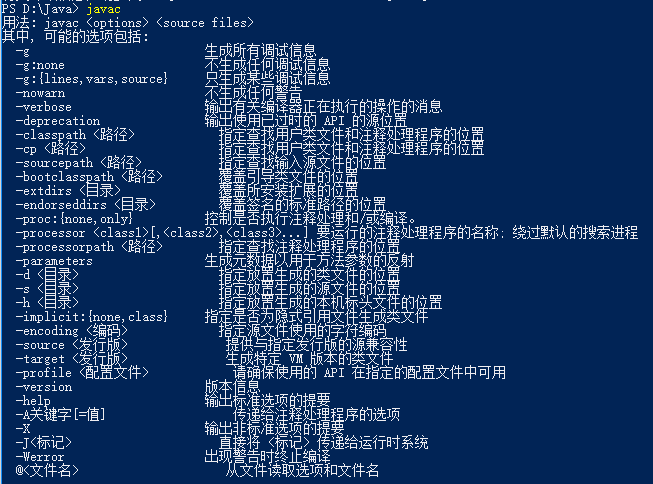 PS D:\Java> javac
用法: javac <options> <source files>
其中, 可能的选项包括:
-g 生成所有调试信息
-g:none 不生成任何调试信息
-g:{lines,vars,source} 只生成某些调试信息
-nowarn 不生成任何警告
-verbose 输出有关编译器正在执行的操作的消息
-deprecation 输出使用已过时的 API 的源位置
-classpath <路径> 指定查找用户类文件和注释处理程序的位置
-cp <路径> 指定查找用户类文件和注释处理程序的位置
-sourcepath <路径> 指定查找输入源文件的位置
-bootclasspath <路径> 覆盖引导类文件的位置
-extdirs <目录> 覆盖所安装扩展的位置
-endorseddirs <目录> 覆盖签名的标准路径的位置
-proc:{none,only} 控制是否执行注释处理和/或编译。
-processor <class1>[,<class2>,<class3>...] 要运行的注释处理程序的名称; 绕过默认的搜索进程
-processorpath <路径> 指定查找注释处理程序的位置
-parameters 生成元数据以用于方法参数的反射
-d <目录> 指定放置生成的类文件的位置
-s <目录> 指定放置生成的源文件的位置
-h <目录> 指定放置生成的本机标头文件的位置
-implicit:{none,class} 指定是否为隐式引用文件生成类文件
-encoding <编码> 指定源文件使用的字符编码
-source <发行版> 提供与指定发行版的源兼容性
-target <发行版> 生成特定 VM 版本的类文件
-profile <配置文件> 请确保使用的 API 在指定的配置文件中可用
-version 版本信息
-help 输出标准选项的提要
-A关键字[=值] 传递给注释处理程序的选项
-X 输出非标准选项的提要
-J<标记> 直接将 <标记> 传递给运行时系统
-Werror 出现警告时终止编译
@<文件名> 从文件读取选项和文件名